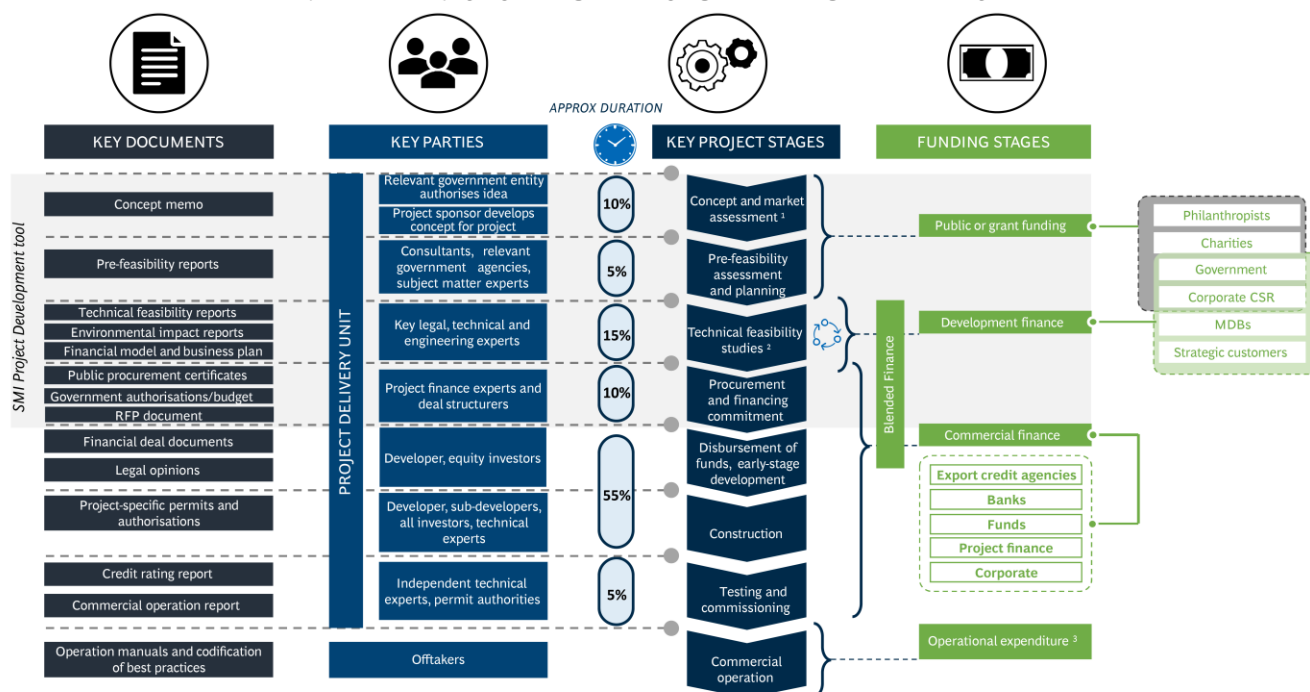 APPROX DURATION
KEY DOCUMENTS
KEY PARTIES
KEY PROJECT STAGES
FUNDING STAGES
SMI Project Development tool
Concept memo
Pre-feasibility reports
Technical feasibility reports
Environmental impact reports
Financial model and business plan
Public procurement certificates
Government authorisations/budget
RFP document
Financial deal documents
Legal opinions
Project-specific permits and
authorisations
Credit rating report
Commercial operation report
Operation manuals and codification
of best practices
PROJECT DELIVERY UNIT
Relevant government entity
authorises idea
Project sponsor develops
concept for project
Consultants, relevant
government agencies,
subject matter experts
Key legal, technical and
engineering experts
Project finance experts and
deal structurers
Developer, equity investors
Developer, sub-developers,
all investors, technical
experts
Independent technical
experts, permit authorities
Offtakers
10%
5%
15%
10%
55%
5%
Concept and market
assessment 1
Pre-feasibility
assessment
and planning
Technical feasibility
studies 2
Procurement
and financing
commitment
Disbursement of
funds, early-stage
development
Construction
Testing and
commissioning
Commercial
operation
Blended Finance
Public or grant funding
Development finance
Commercial finance
Export credit agencies
Banks
Funds
Project finance
Corporate
Operational expenditure 3
Philanthropists
Charities
Government
Corporate CSR
MDBs
Strategic customers